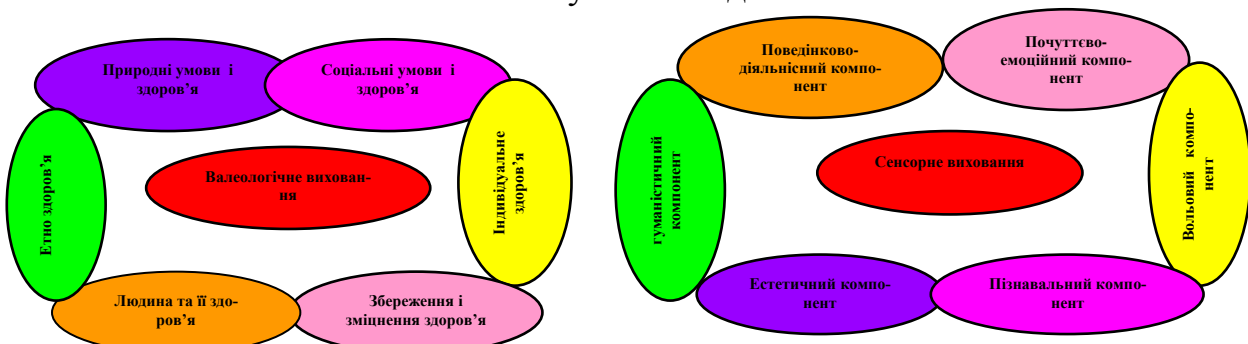 Природні умови і
здоров’я
Соціальні умови і
здоров’я
Етно здоров’я
Валеологічне вихован-
ня
Індивідуальне
здоров’я
Людина та її здо-
ров’я
Збереження і
зміцнення здоров’я
Поведінково-
діяльнісний компо-
нент
Почуттєво-
емоційний компо-
нент
гуманістичний
компонент
Сенсорне виховання
Вольовий компо-
нент
Естетичний компо-
нент
Пізнавальний компо-
нент